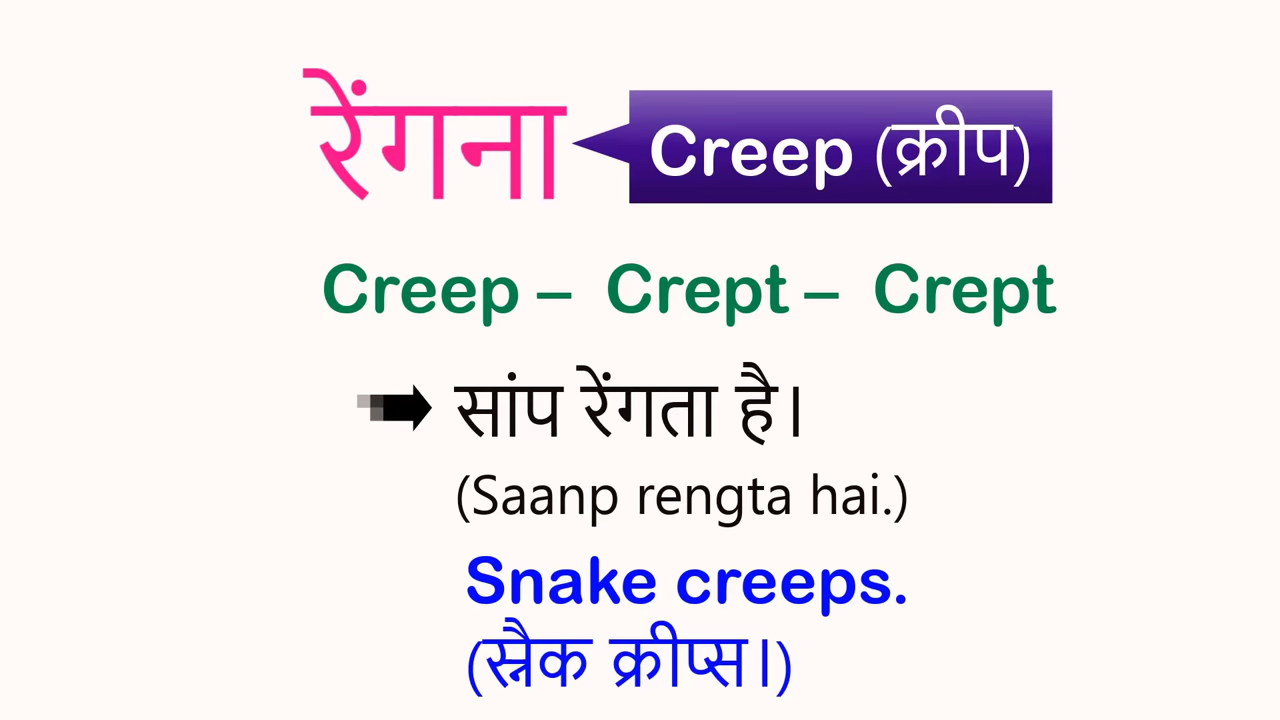 रेंगना Creep (क्रीप)
Creep – Crept – Crept
सांप रेंगता है।
(Saanp rengta hai.)
Snake creeps.
(स्नैक क्रीप्स।)